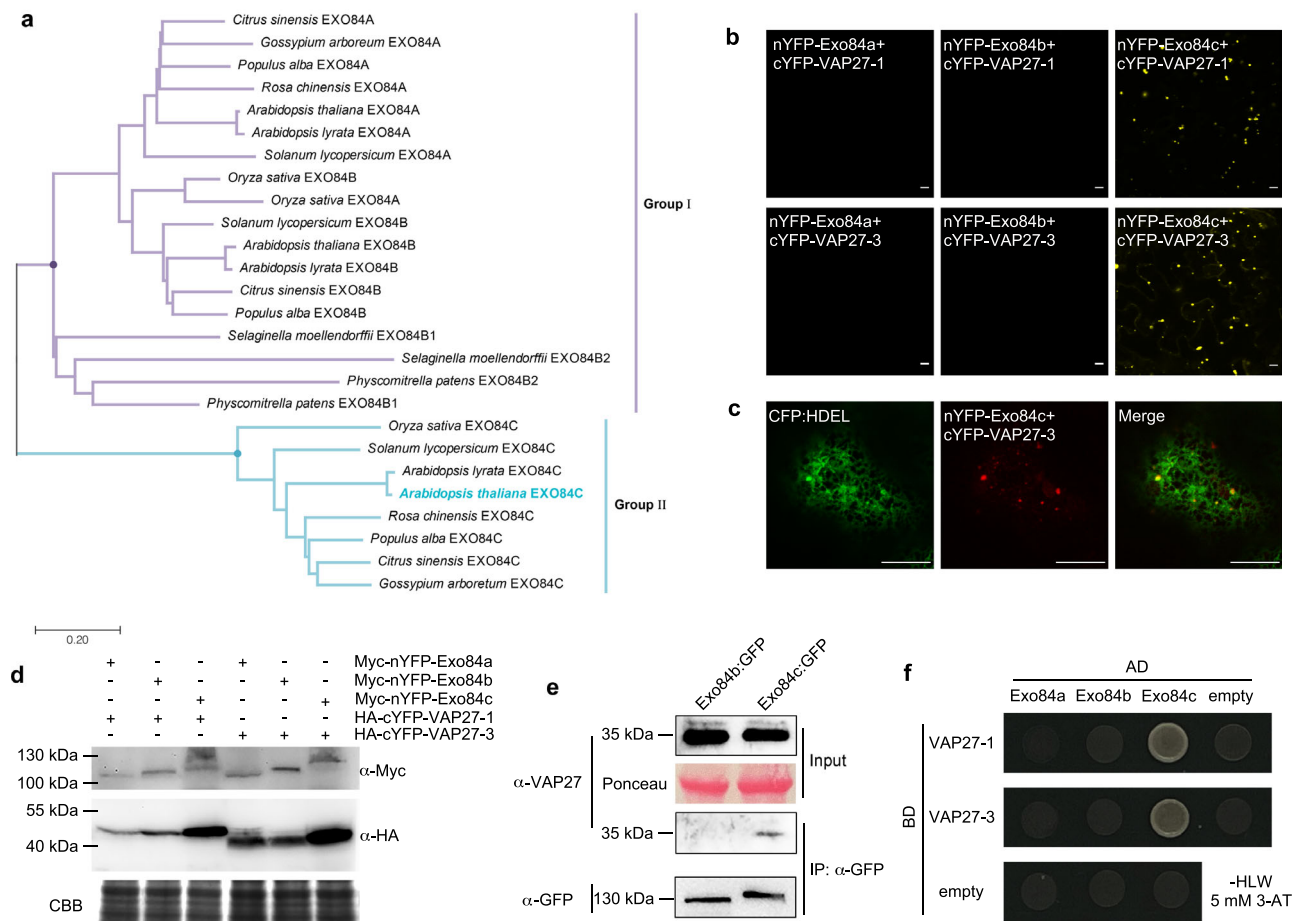 a
Citrus sinensis EXO84A
Gossypium arboreum EXO84A
Populus alba EXO84A
Rosa chinensis EXO84A
Arabidopsis thaliana EXO84A
Arabidopsis lyrata EXO84A
Solanum lycopersicum EXO84A
Oryza sativa EXO84B
Oryza sativa EXO84A
Solanum lycopersicum EXO84B
Arabidopsis thaliana EXO84B
Arabidopsis lyrata EXO84B
Citrus sinensis EXO84B
Populus alba EXO84B
Selaginella moellendorffii EXO84B1
Selaginella moellendorffii EXO84B2
Physcomitrella patens EXO84B2
Physcomitrella patens EXO84B1
Oryza sativa EXO84C
Solanum lycopersicum EXO84C
Arabidopsis lyrata EXO84C
Arabidopsis thaliana EXO84C
Rosa chinensis EXO84C
Populus alba EXO84C
Citrus sinensis EXO84C
Gossypium arboretum EXO84C
Group I
Group II
0.20
b
nYFP-Exo84a+
cYFP-VAP27-1
nYFP-Exo84b+
cYFP-VAP27-1
nYFP-Exo84c+
cYFP-VAP27-1
nYFP-Exo84a+
cYFP-VAP27-3
nYFP-Exo84b+
cYFP-VAP27-3
nYFP-Exo84c+
cYFP-VAP27-3
c
CFP:HDEL
nYFP-Exo84c+
cYFP-VAP27-3
Merge
d
+ - - + - - Myc-nYFP-Exo84a
- + - - + - Myc-nYFP-Exo84b
- - + - - + Myc-nYFP-Exo84c
+ + + - - - HA-cYFP-VAP27-1
- - - + + + HA-cYFP-VAP27-3
130 kDa
100 kDa
α-Myc
55 kDa
40 kDa
α-HA
CBB
e
Exo84b:GFP
Exo84c:GFP
α-VAP27
35 kDa
Ponceau
Input
35 kDa
IP: α-GFP
α-GFP
130 kDa
f
AD
Exo84a Exo84b Exo84c empty
BD
VAP27-1
VAP27-3
empty
-HLW
5 mM 3-AT